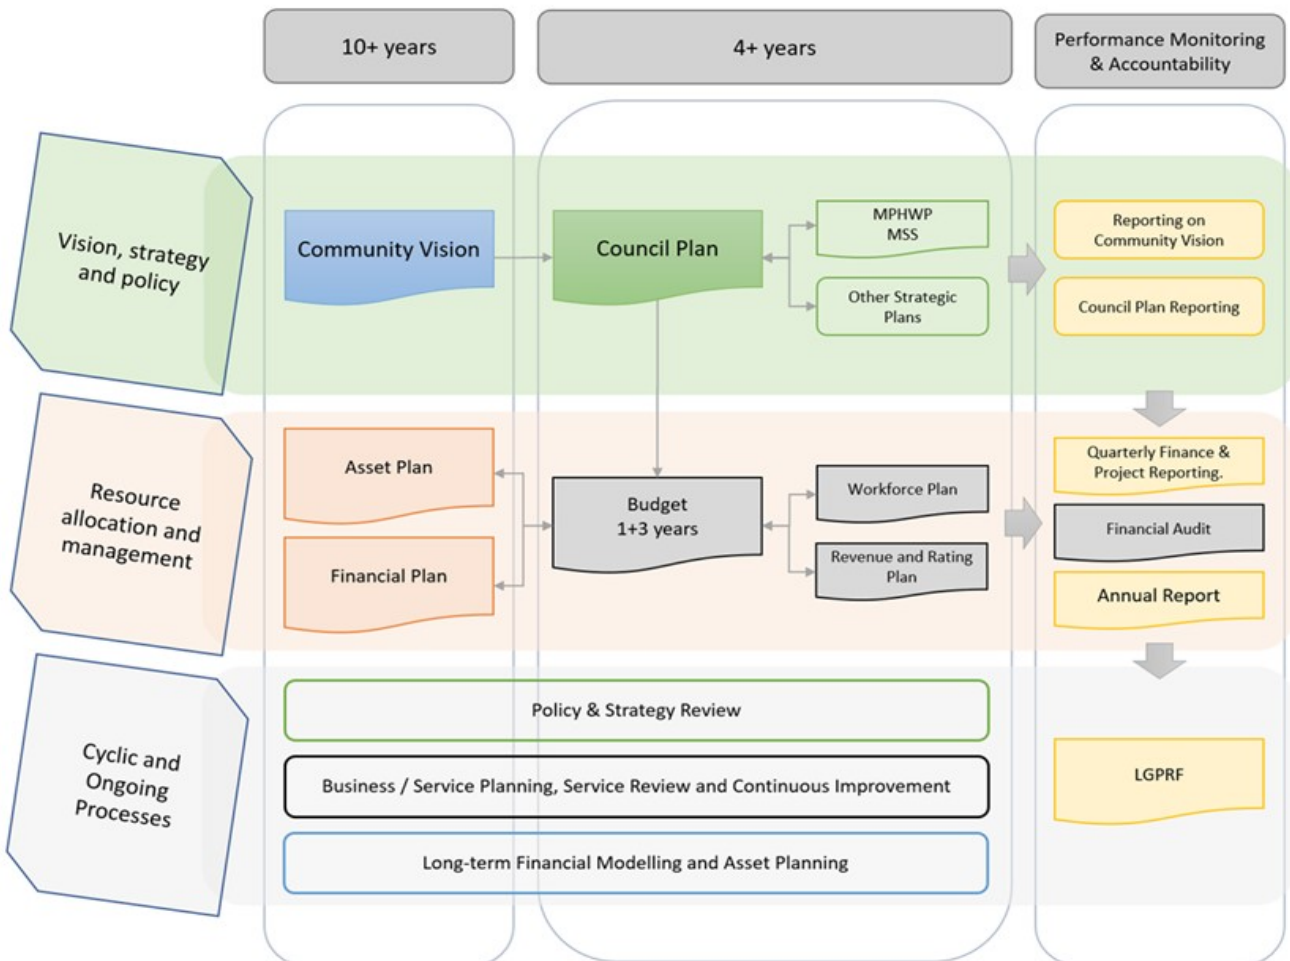 10+ years
4+ years
Performance Monitoring
& Accountability
Vision, strategy
and policy
Community Vision
Council Plan
MPHWP
MSS
Other Strategic
Plans
Reporting on
Community Vision
Council Plan Reporting
Resource
allocation and
management
Asset Plan
Financial Plan
Budget
1+3 years
Workforce Plan
Revenue and Rating
Plan
Quarterly Finance &
Project Reporting.
Financial Audit
Annual Report
Cyclic and
Ongoing
Processes
Policy & Strategy Review
Business / Service Planning, Service Review and Continuous Improvement
Long-term Financial Modelling and Asset Planning
LGPRF